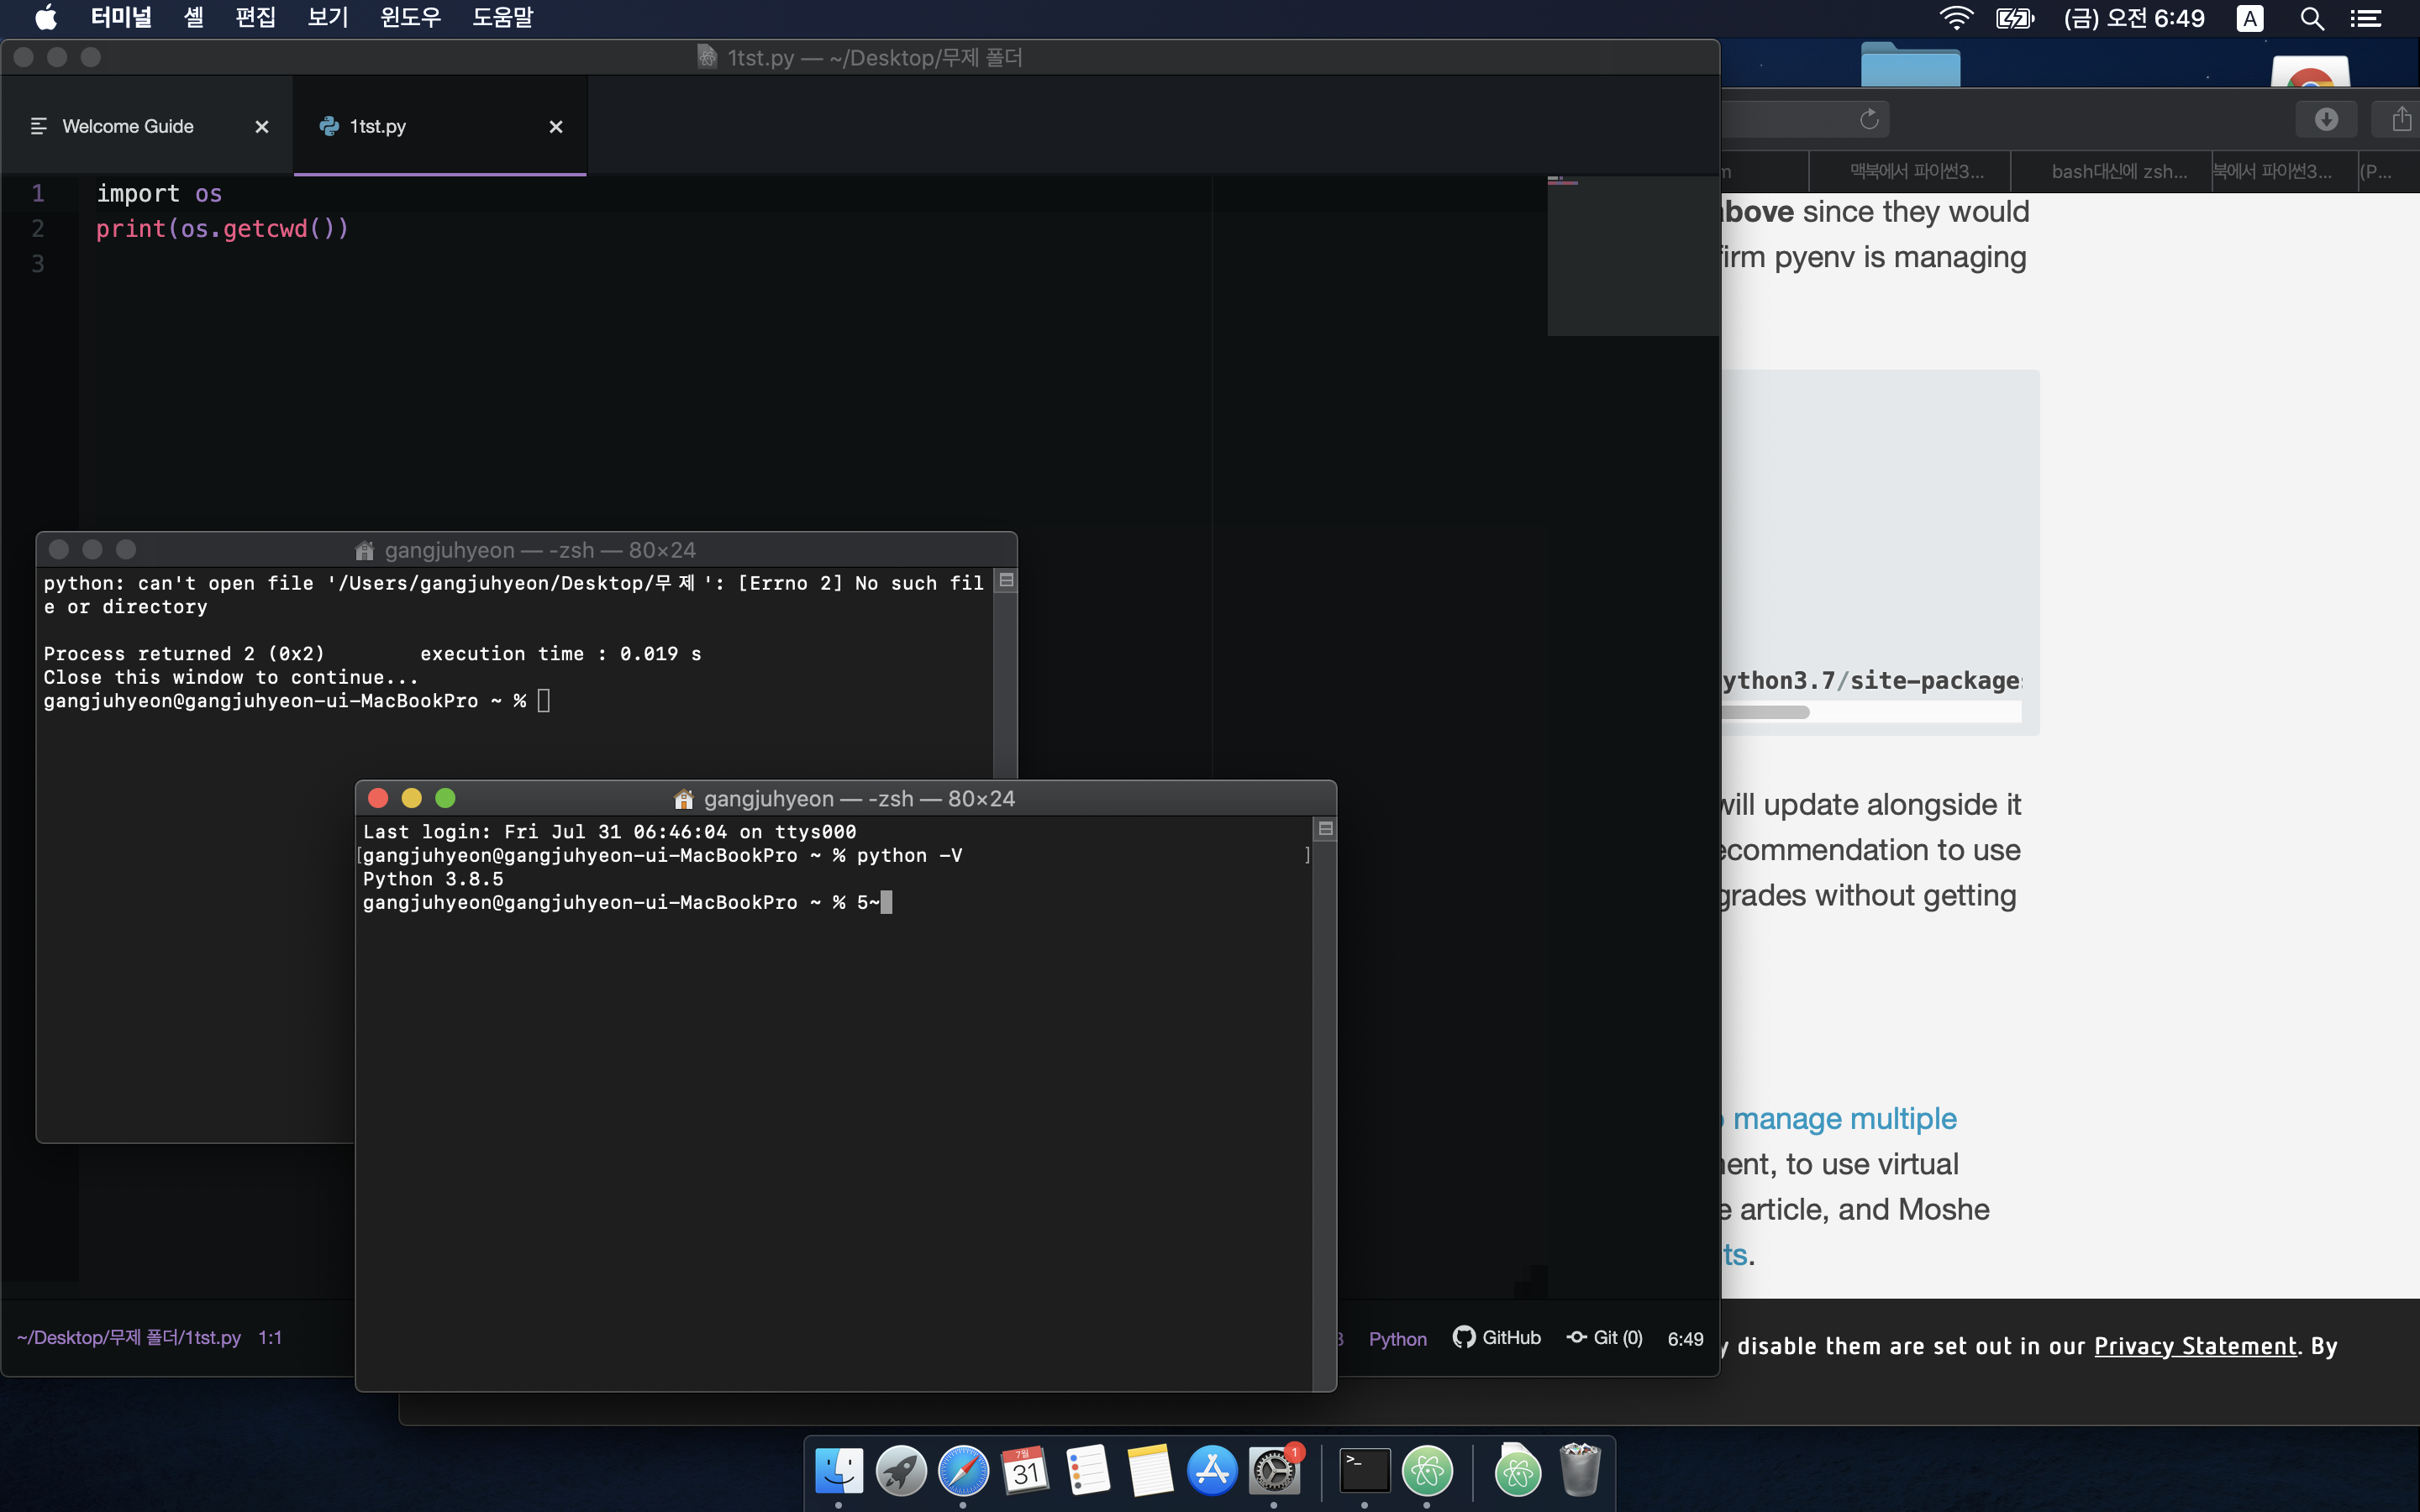 터미널 셸 편집 보기 윈도우 도움말
(금) 오전 6:49 A
1tst.py — ~/Desktop/무제 폴더
Welcome Guide
1tst.py
맥북에서 파이썬3...
bash대신에 zsh...
북에서 파이썬3...
(P...
1 import os
2 print(os.getcwd())
3
since they would
pyenv is managing
gangjuhyeon — -zsh — 80×24
python: can't open file '/Users/gangjuhyeon/Desktop/무제': [Errno 2] No such fil
e or directory
Process returned 2 (0x2) execution time : 0.019 s
Close this window to continue...
gangjuhyeon@gangjuhyeon-ui-MacBookPro ~ %
ython3.7/site-package
gangjuhyeon — -zsh — 80×24
Last login: Fri Jul 31 06:46:04 on ttys000
[gangjuhyeon@gangjuhyeon-ui-MacBookPro ~ % python -V ]
Python 3.8.5
gangjuhyeon@gangjuhyeon-ui-MacBookPro ~ % 5~
will update alongside it
to use
without getting
manage multiple
to use virtual
article, and Moshe
ts.
~/Desktop/무제 폴더/1tst.py 1:1
Python GitHub Git (0) 6:49
disable them are set out in our Privacy Statement. By
7월
31
1
>_